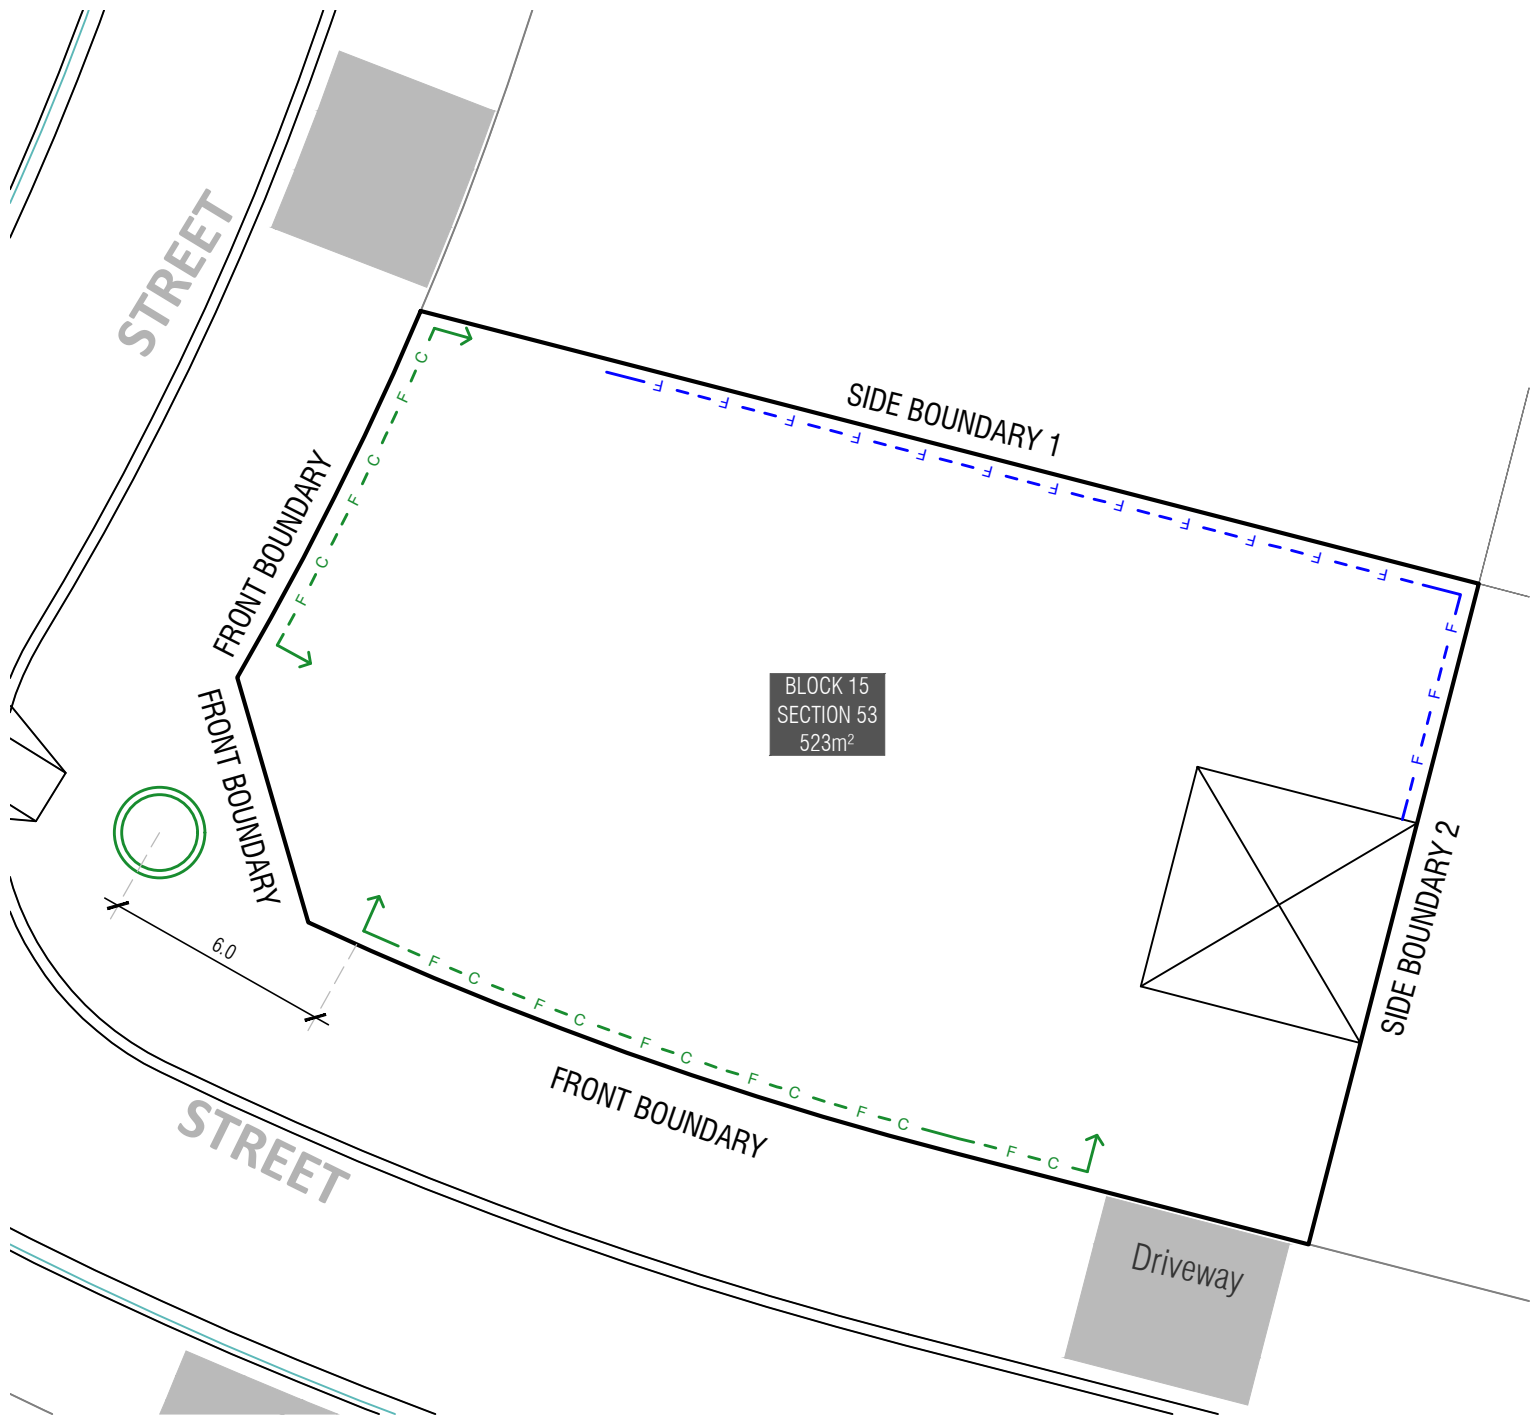 STREET
SIDE BOUNDARY 1
C F C F C F
F F F F F F F F F F F F
FRONT BOUNDARY
F F F
BLOCK 15
SECTION 53
523m²
FRONT BOUNDARY
SIDE BOUNDARY 2
6.0
F C F C F C F C F C F C
FRONT BOUNDARY
STREET
Driveway